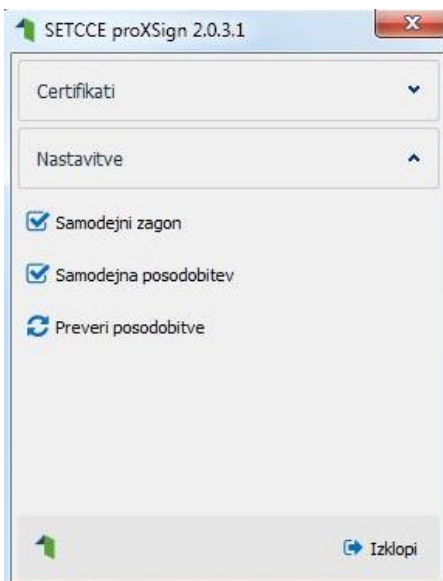 SETCCE proXSign 2.0.3.1
Certifikati
Nastavitve
Samodejni zagon
Samodejna posodobitev
Preveri posodobitve
Izklopi